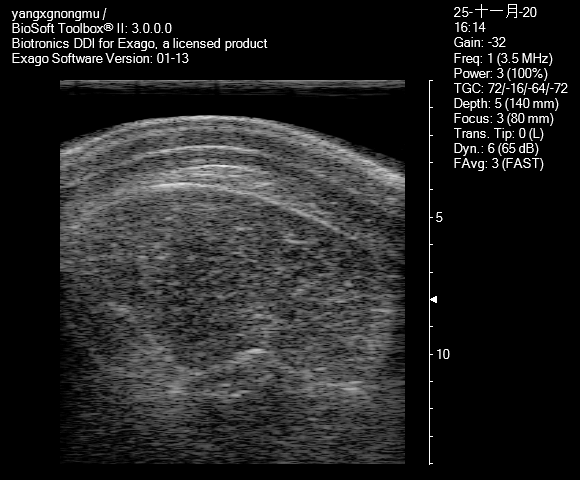 yangxgnongmu /
BioSoft Toolbox® II: 3.0.0.0
Biotronics DDI for Exago, a licensed product
Exago Software Version: 01-13
25-十一月-20
16:14
Gain: -32
Freq: 1 (3.5 MHz)
Power: 3 (100%)
TGC: 72/-16/-64/-72
Depth: 5 (140 mm)
Focus: 3 (80 mm)
Trans. Tip: 0 (L)
Dyn.: 6 (65 dB)
FAvg: 3 (FAST)
5
10